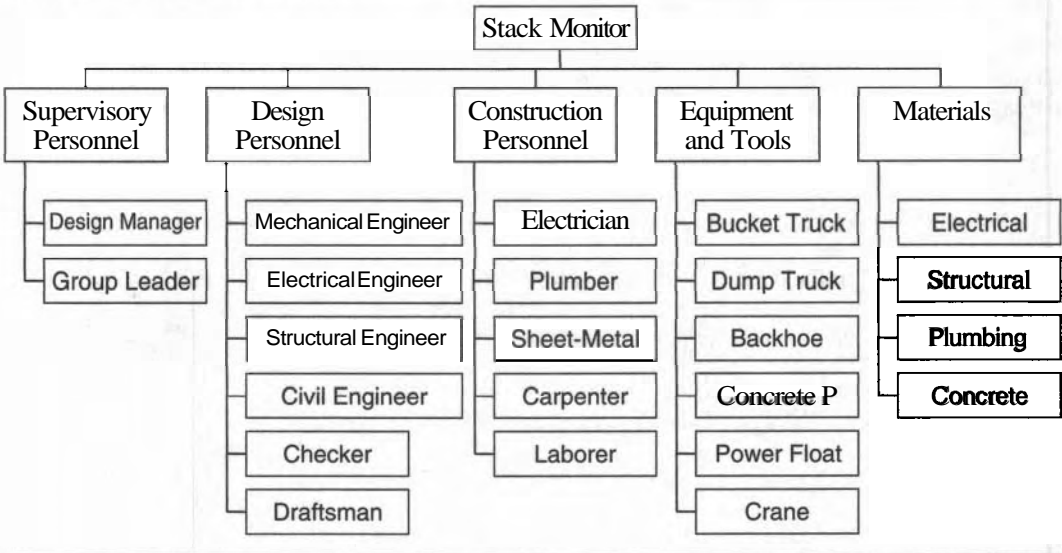 Stack Monitor
Supervisory
Personnel
Design
Personnel
Construction
Personnel
Equipment
and Tools
Materials
Design Manager
Group Leader
Mechanical Engineer
Electrical Engineer
Structural Engineer
Civil Engineer
Checker
Draftsman
Electrician
Plumber
Sheet-Metal
Carpenter
Laborer
Bucket Truck
Dump Truck
Backhoe
Concrete P
Power Float
Crane
Electrical
Structural
Plumbing
Concrete